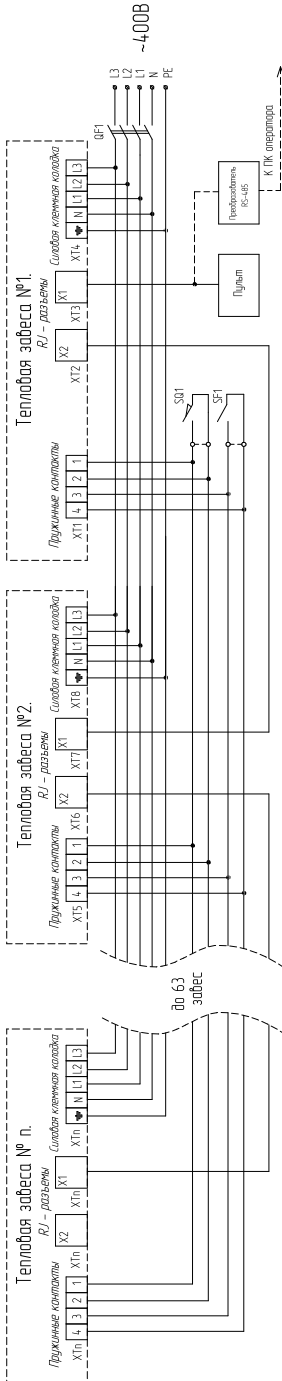 Тепловая завеса № n.
Пружинные контакты
RJ - разъемы
Силовая клеммная колодка
4 3 2 1
X2
X1
N L1 L2 L3
XTn
XTn
XTn
XTn
до 63
завес
Тепловая завеса №2.
Пружинные контакты
RJ - разъемы
Силовая клеммная колодка
4 3 2 1
X2
X1
N L1 L2 L3
XT5
XT6
XT7
XT8
Тепловая завеса №1.
Пружинные контакты
RJ - разъемы
Силовая клеммная колодка
4 3 2 1
X2
X1
N L1 L2 L3
XT1
XT2
XT3
XT4
QF1
~400В
L3
L2
L1
N
PE
SQ1
SF1
Пульт
Преобразователь
RS-485
К ПК оператора